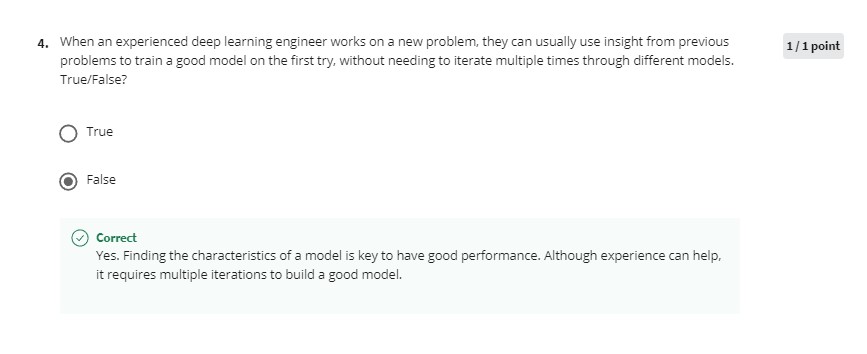 4. When an experienced deep learning engineer works on a new problem, they can usually use insight from previous
problems to train a good model on the first try, without needing to iterate multiple times through different models.
True/False?
1 / 1 point
True
False
Correct
Yes. Finding the characteristics of a model is key to have good performance. Although experience can help,
it requires multiple iterations to build a good model.